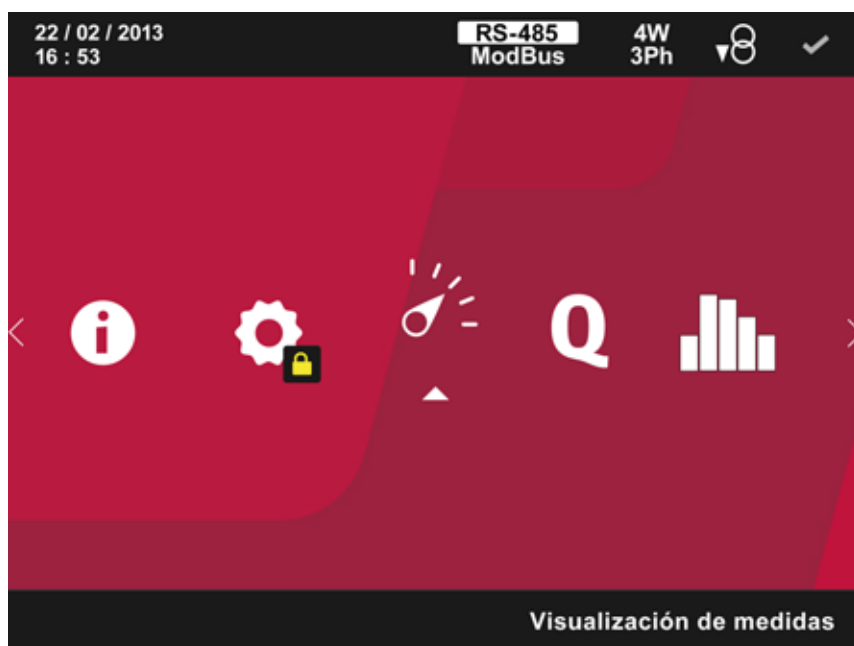 22 / 02 / 2013
16 : 53
RS-485
ModBus
4W
3Ph
i
Q
Visualización de medidas